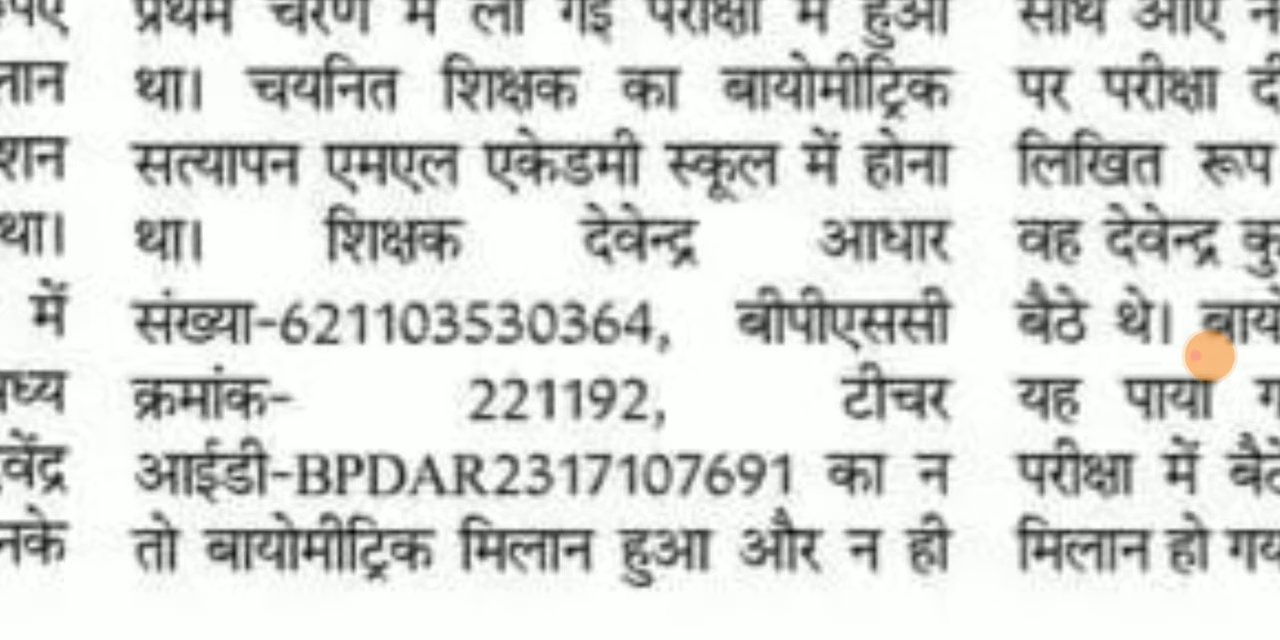 प्रथम चरण में ली गई परीक्षा में हुआ
था। चयनित शिक्षक का बायोमीट्रिक
सत्यापन एमएल एकेडमी स्कूल में होना
था। शिक्षक देवेन्द्र आधार
संख्या-621103530364, बीपीएससी
क्रमांक- 221192, टीचर
आईडी-BPDAR2317107691 का न
तो बायोमीट्रिक मिलान हुआ और न ही
साथ आए
पर परीक्षा
लिखित रूप
वह देवेन्द्र
बैठे थे।
यह पाया
परीक्षा में
मिलान हो